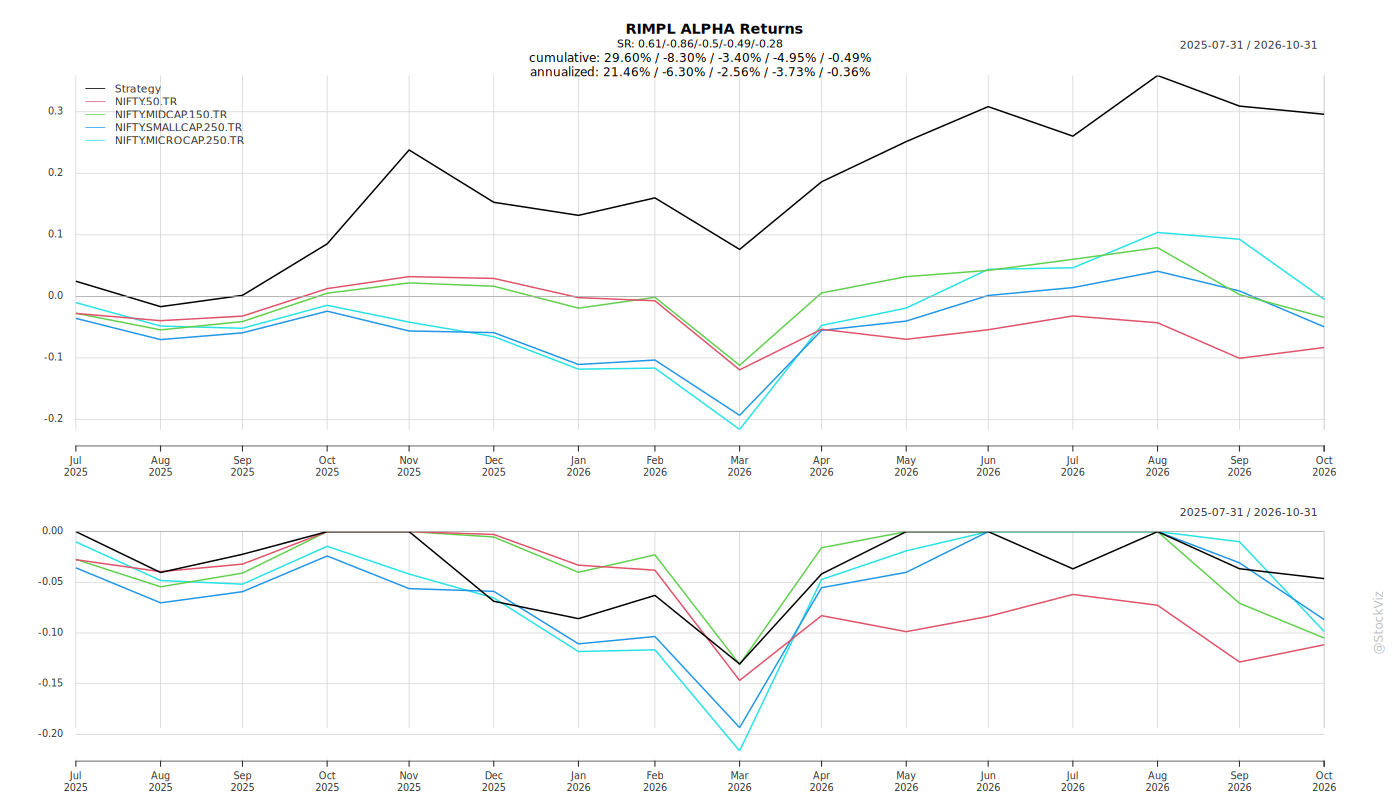 RIMPL ALPHA Returns
SR: 0.61/-0.86/-0.5/-0.49/-0.28
cumulative: 29.60% / -8.30% / -3.40% / -4.95% / -0.49%
annualized: 21.46% / -6.30% / -2.56% / -3.73% / -0.36%
2025-07-31 / 2026-10-31
Strategy
NIFTY.50.TR
NIFTY.MIDCAP.150.TR
NIFTY.SMALLCAP.250.TR
NIFTY.MICROCAP.250.TR
0.3
0.2
0.1
0.0
-0.1
-0.2
Jul Aug Sep Oct Nov Dec Jan Feb Mar Apr May Jun Jul Aug Sep Oct
2025 2025 2025 2025 2025 2025 2026 2026 2026 2026 2026 2026 2026 2026 2026 2026
2025-07-31 / 2026-10-31
0.00
-0.05
-0.10
-0.15
-0.20
Jul Aug Sep Oct Nov Dec Jan Feb Mar Apr May Jun Jul Aug Sep Oct
2025 2025 2025 2025 2025 2025 2026 2026 2026 2026 2026 2026 2026 2026 2026 2026
@StockViz